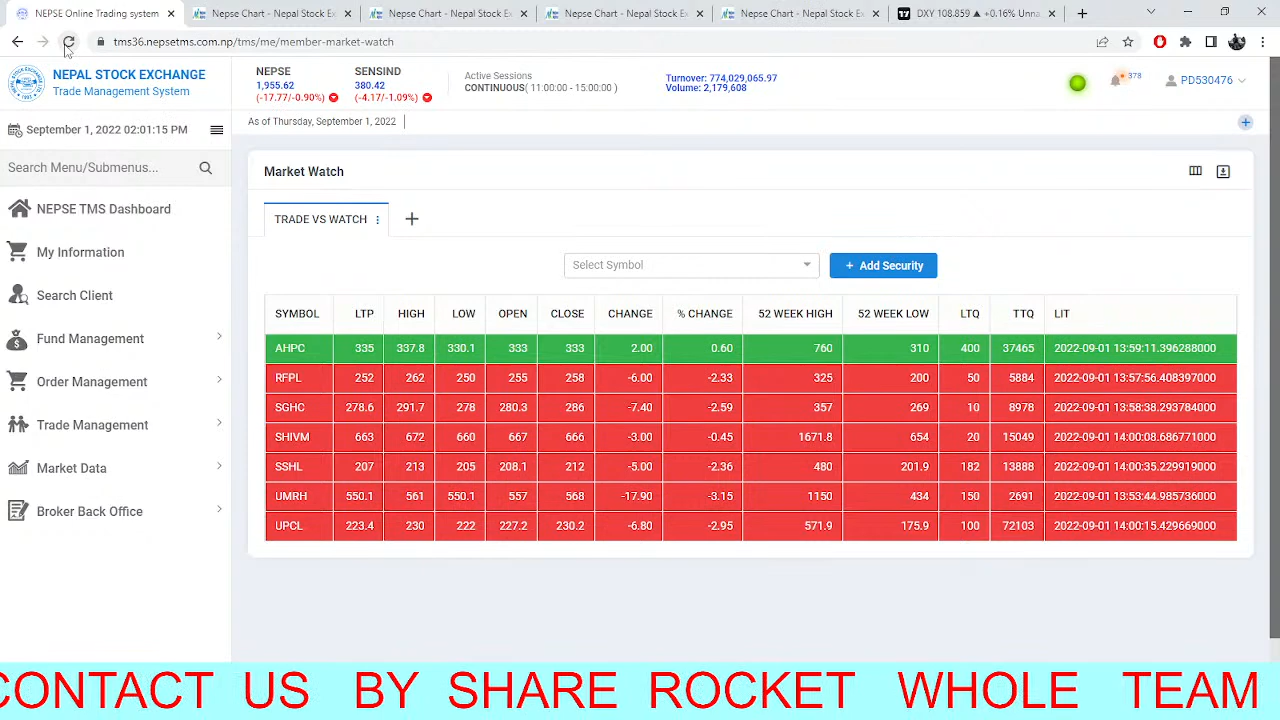 NEPSE Online Trading system
Nepse Chart - Nepal Stock Ex
Nepse Chart - Nepal Stock Ex
Nepse Chart - Nepal Stock Ex
Nepse Chart - Nepal Stock Ex
DXY 108.859 ▲ +0.16% Unna
tms36.nepsetms.com.np/tms/me/member-market-watch
NEPAL STOCK EXCHANGE
Trade Management System
NEPSE
1,955.62
(-17.77/-0.90%)
SENSIND
380.42
(-4.17/-1.09%)
Active Sessions
CONTINUOUS( 11:00:00 - 15:00:00 )
Turnover: 774,029,065.97
Volume: 2,179,608
378
PD530476
September 1, 2022 02:01:15 PM
As of Thursday, September 1, 2022
Search Menu/Submenus...
NEPSE TMS Dashboard
My Information
Search Client
Fund Management
Order Management
Trade Management
Market Data
Broker Back Office
Market Watch
TRADE VS WATCH
Select Symbol
+ Add Security
SYMBOL LTP HIGH LOW OPEN CLOSE CHANGE % CHANGE 52 WEEK HIGH 52 WEEK LOW LTQ TTQ LIT
AHPC 335 337.8 330.1 333 333 2.00 0.60 760 310 400 37465 2022-09-01 13:59:11.396288000
RFPL 252 262 250 255 258 -6.00 -2.33 325 200 50 5884 2022-09-01 13:57:56.408397000
SGHC 278.6 291.7 278 280.3 286 -7.40 -2.59 357 269 10 8978 2022-09-01 13:58:38.293784000
SHIVM 663 672 660 667 666 -3.00 -0.45 1671.8 654 20 15049 2022-09-01 14:00:08.686771000
SSHL 207 213 205 208.1 212 -5.00 -2.36 480 201.9 182 13888 2022-09-01 14:00:35.229919000
UMRH 550.1 561 550.1 557 568 -17.90 -3.15 1150 434 150 2691 2022-09-01 13:53:44.985736000
UPCL 223.4 230 222 227.2 230.2 -6.80 -2.95 571.9 175.9 100 72103 2022-09-01 14:00:15.429669000
CONTACT US BY SHARE ROCKET WHOLE TEAM